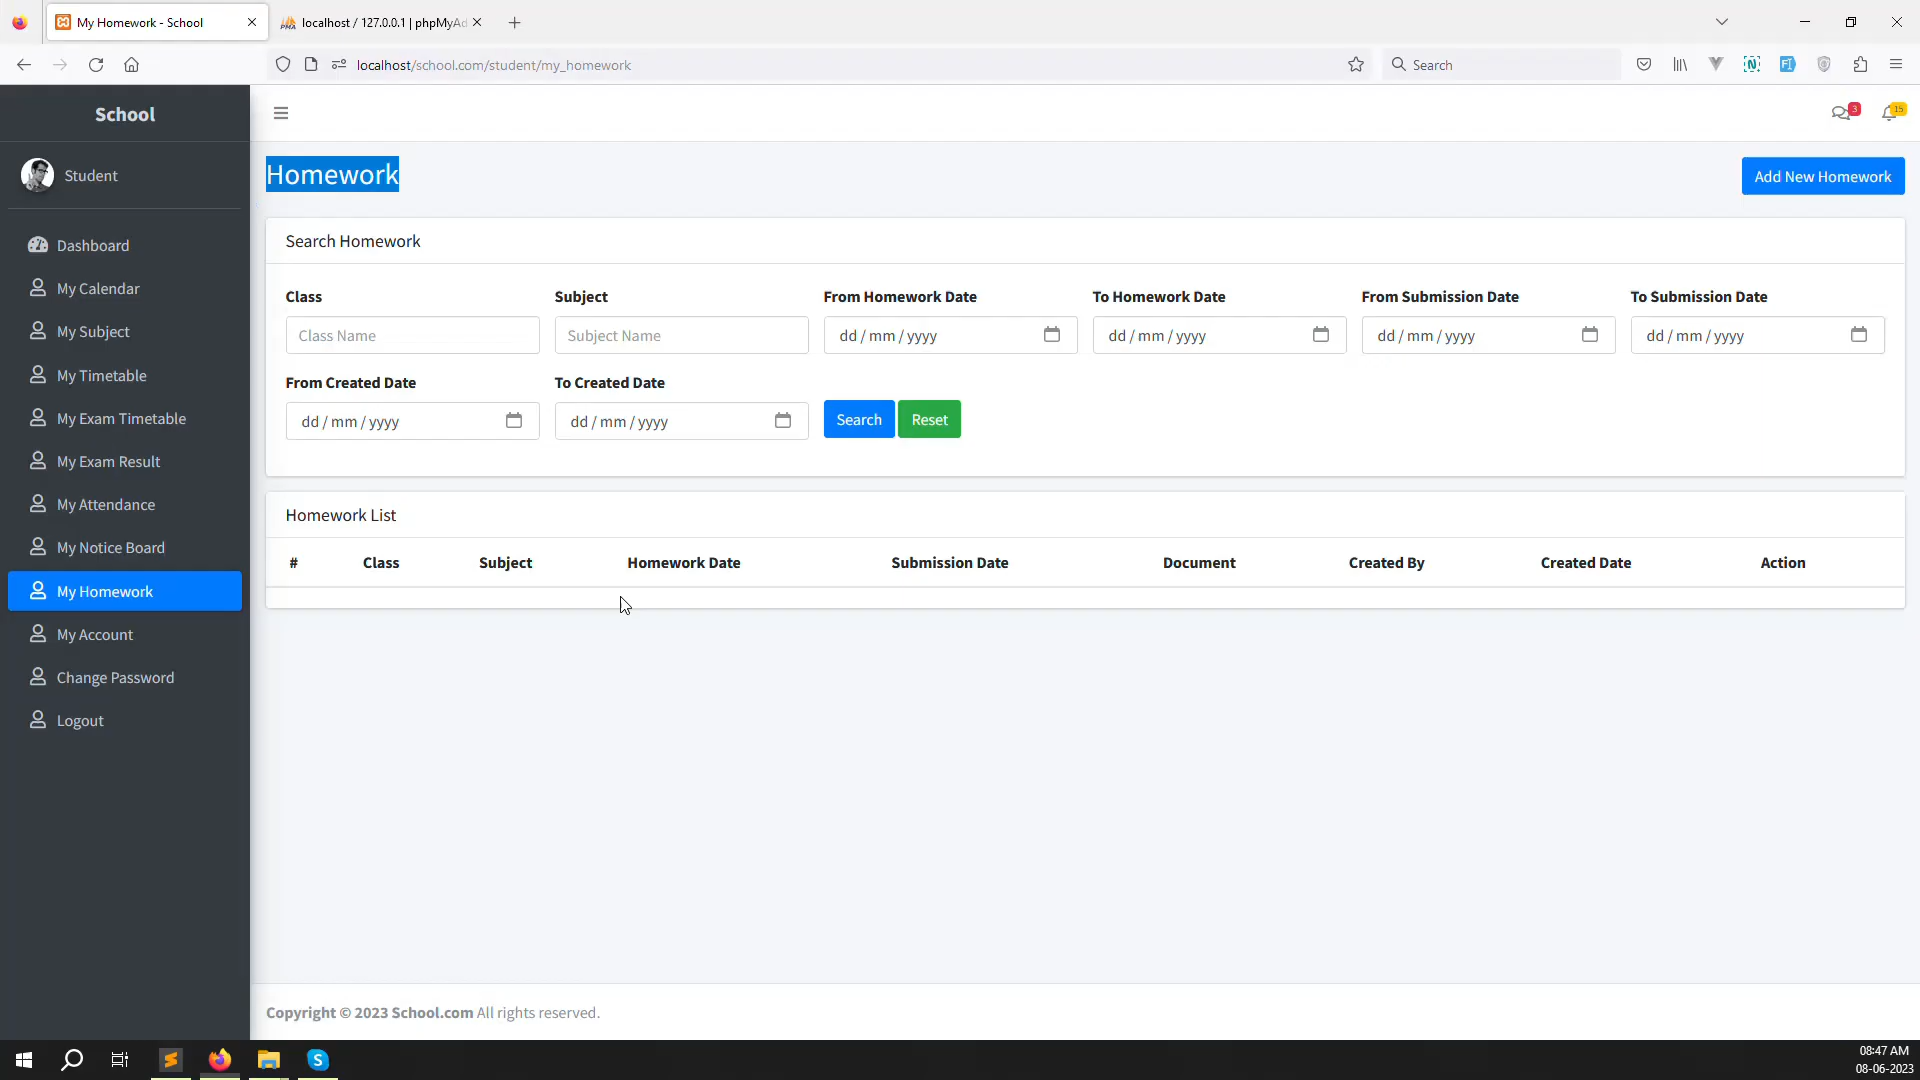 My Homework - School
localhost / 127.0.0.1 | phpMyAd
localhost/school.com/student/my_homework
Search
School
3
15
Student
Homework
Add New Homework
Dashboard
My Calendar
My Subject
My Timetable
My Exam Timetable
My Exam Result
My Attendance
My Notice Board
My Homework
My Account
Change Password
Logout
Search Homework
Class Subject From Homework Date To Homework Date From Submission Date To Submission Date
Class Name Subject Name dd / mm / yyyy dd / mm / yyyy dd / mm / yyyy dd / mm / yyyy
From Created Date To Created Date
dd / mm / yyyy dd / mm / yyyy Search Reset
Homework List
# Class Subject Homework Date Submission Date Document Created By Created Date Action
Copyright © 2023 School.com All rights reserved.
08:47 AM
08-06-2023